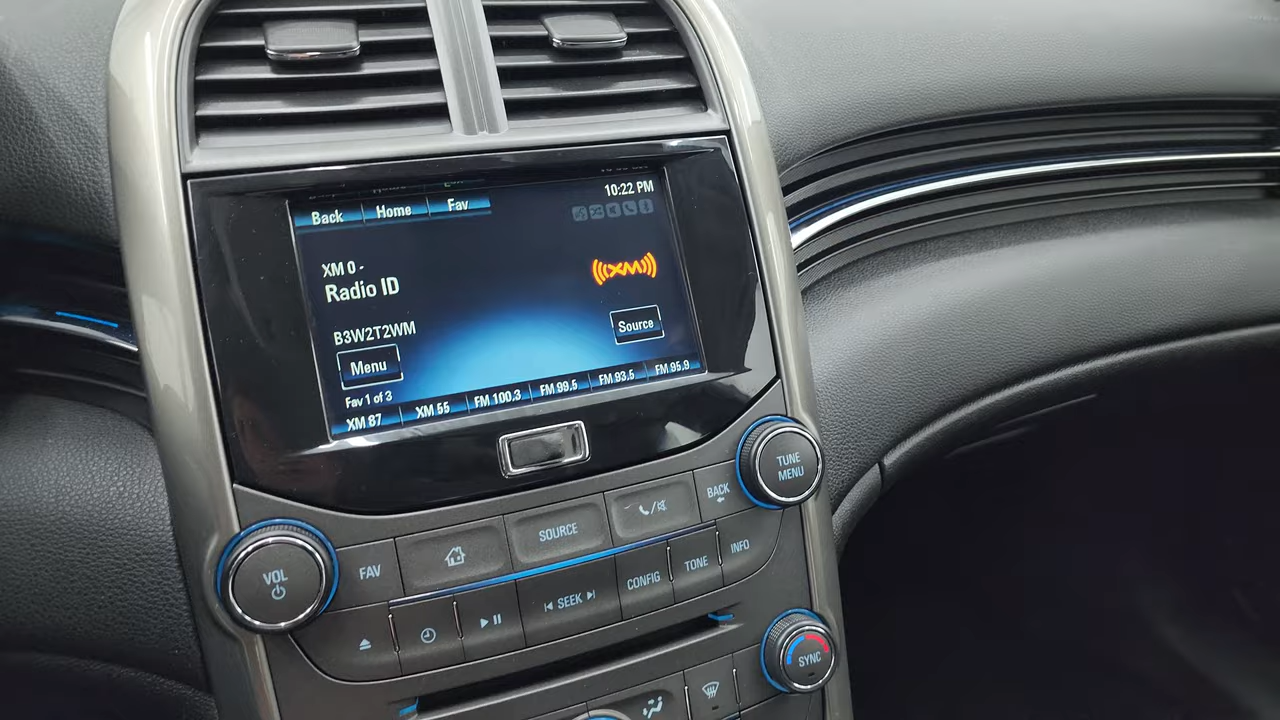 10:22 PM
Back Home Fav
XM 0 -
Radio ID
XM
B3W2T2WM
Source
Menu
Fav 1 of 3
XM 87 XM 55 FM 100.3 FM 99.5 FM 93.5 FM 95.9
TUNE
MENU
BACK
SOURCE
VOL
FAV
INFO
TONE
CONFIG
SEEK
SYNC